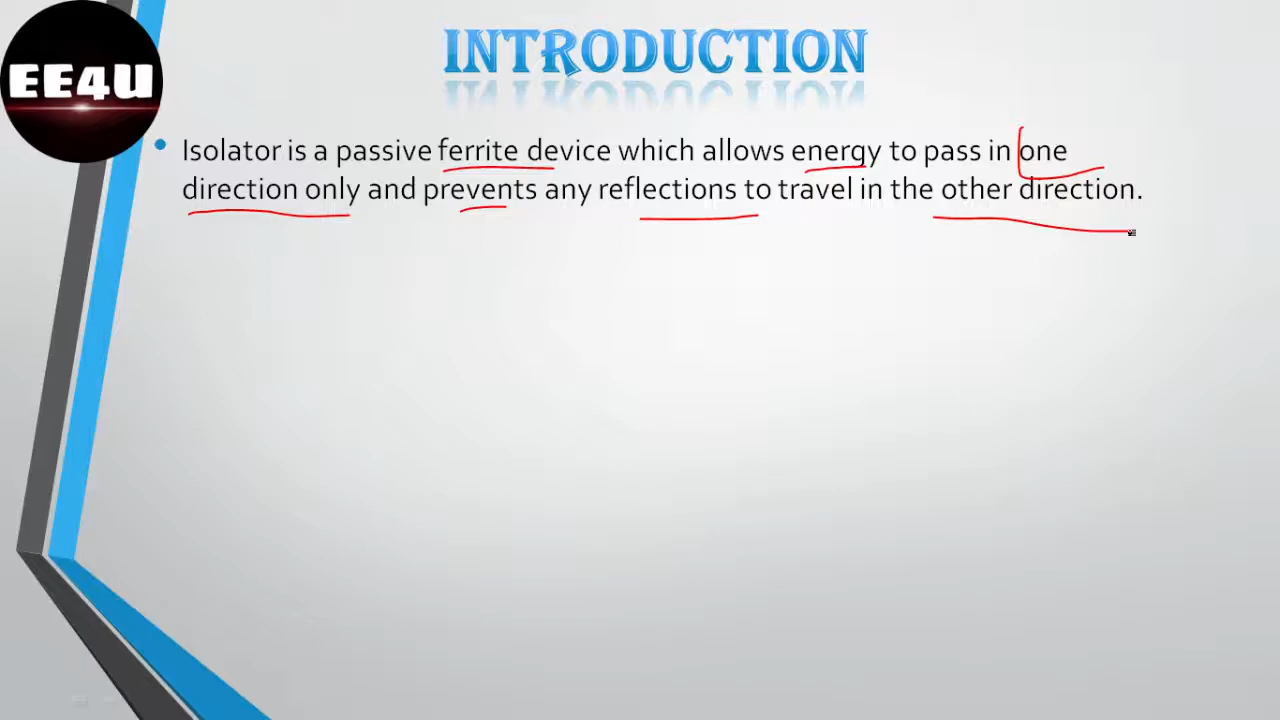 EE4U
INTRODUCTION
• Isolator is a passive ferrite device which allows energy to pass in one
direction only and prevents any reflections to travel in the other direction.